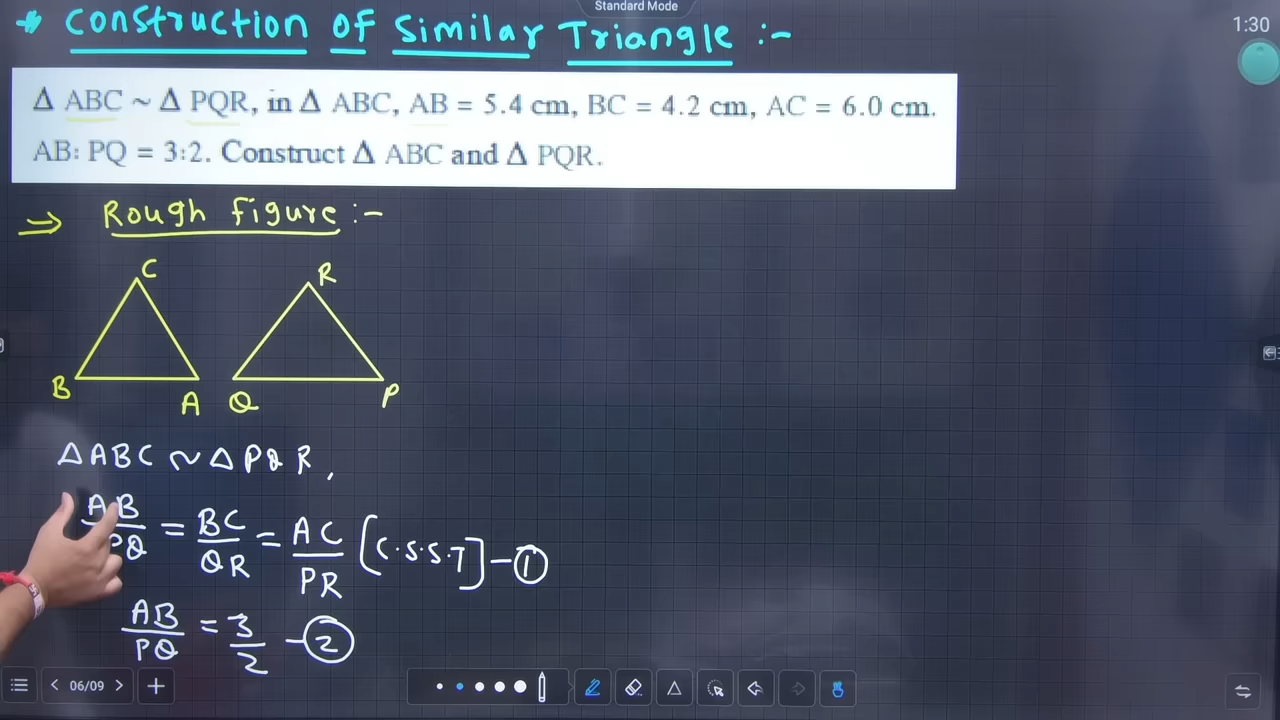 Standard Mode
1:30
* Construction of Similar Triangle :-
Δ ABC ~ Δ PQR, in Δ ABC, AB = 5.4 cm, BC = 4.2 cm, AC = 6.0 cm.
AB: PQ = 3:2. Construct Δ ABC and Δ PQR.
⇒ Rough figure :-
C R
B A Q P
Δ ABC ~ Δ PQR,
AB/PQ = BC/QR = AC/PR [C.S.S.T] — ①
AB/PQ = 3/2 — ②
06/09